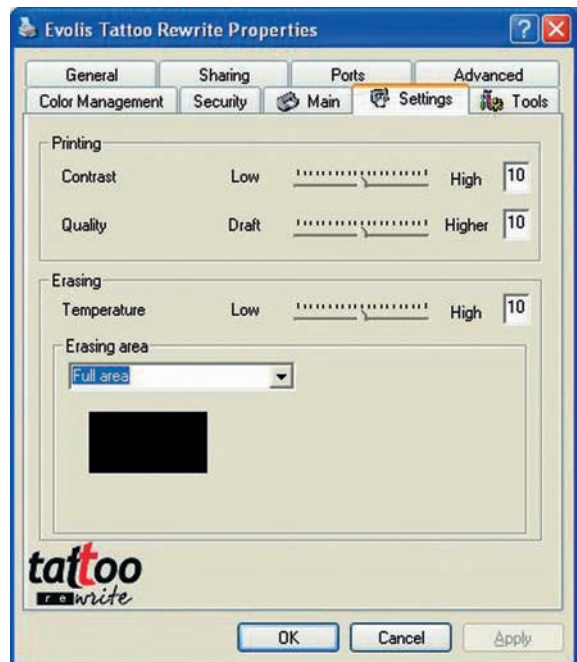 Evolis Tattoo Rewrite Properties
General Sharing Ports Advanced
Color Management Security Main Settings Tools
Printing
Contrast Low High 10
Quality Draft Higher 10
Erasing
Temperature Low High 10
Erasing area
Full area
tattoo
rewrite
OK Cancel Apply